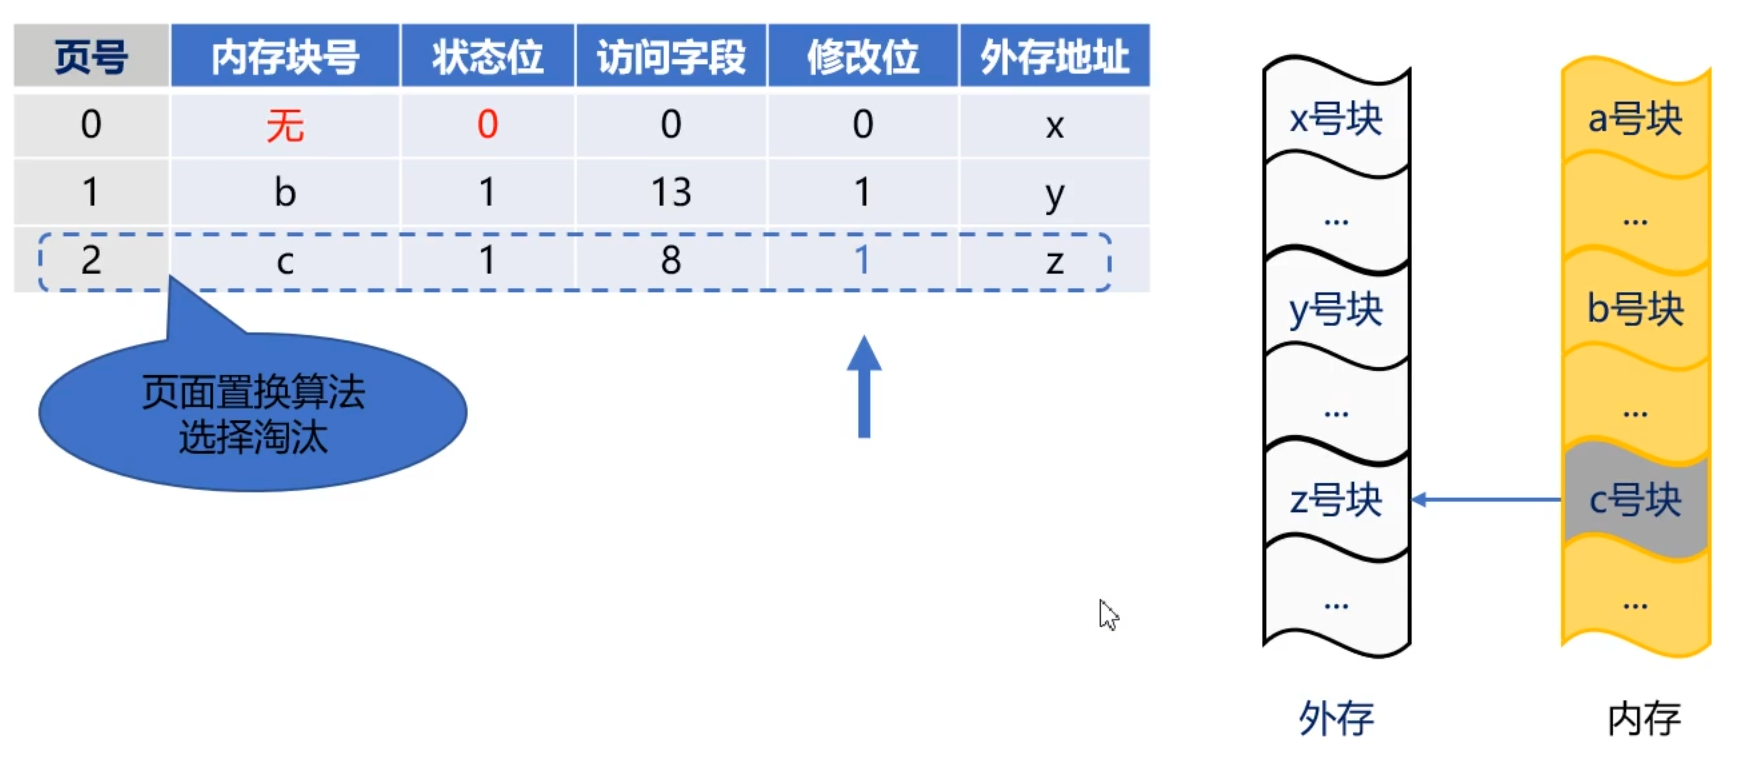 页号 内存块号 状态位 访问字段 修改位 外存地址
0 无 0 0 0 x
1 b 1 13 1 y
2 c 1 8 1 z
页面置换算法
选择淘汰
x号块
...
y号块
...
z号块
...
外存
a号块
...
b号块
...
c号块
...
内存